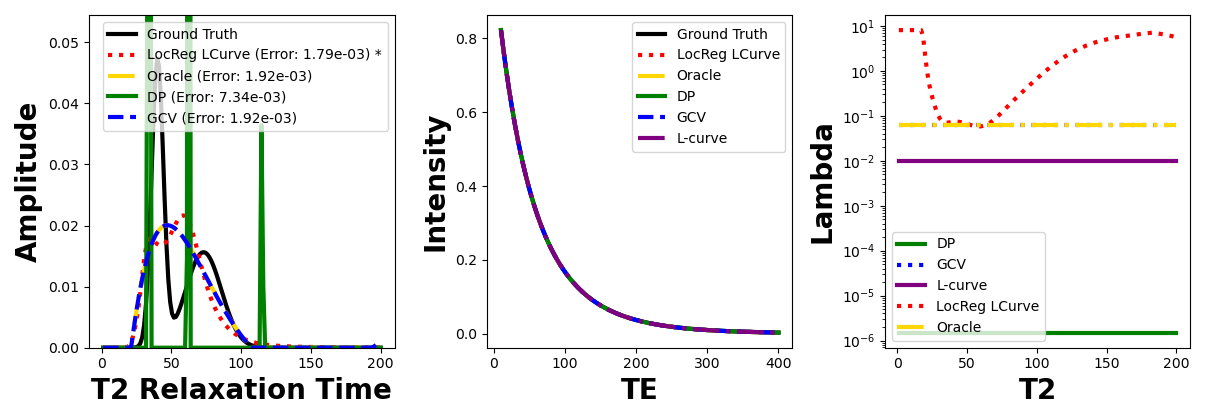 Amplitude
0.05
0.04
0.03
0.02
0.01
0.00
Ground Truth
LocReg LCurve (Error: 1.79e-03) *
Oracle (Error: 1.92e-03)
DP (Error: 7.34e-03)
GCV (Error: 1.92e-03)
0 50 100 150 200
T2 Relaxation Time
Intensity
0.8
0.6
0.4
0.2
0.0
Ground Truth
LocReg LCurve
Oracle
DP
GCV
L-curve
0 100 200 300 400
TE
Lambda
10^1
10^0
10^-1
10^-2
10^-3
10^-4
10^-5
10^-6
DP
GCV
L-curve
LocReg LCurve
Oracle
0 50 100 150 200
T2